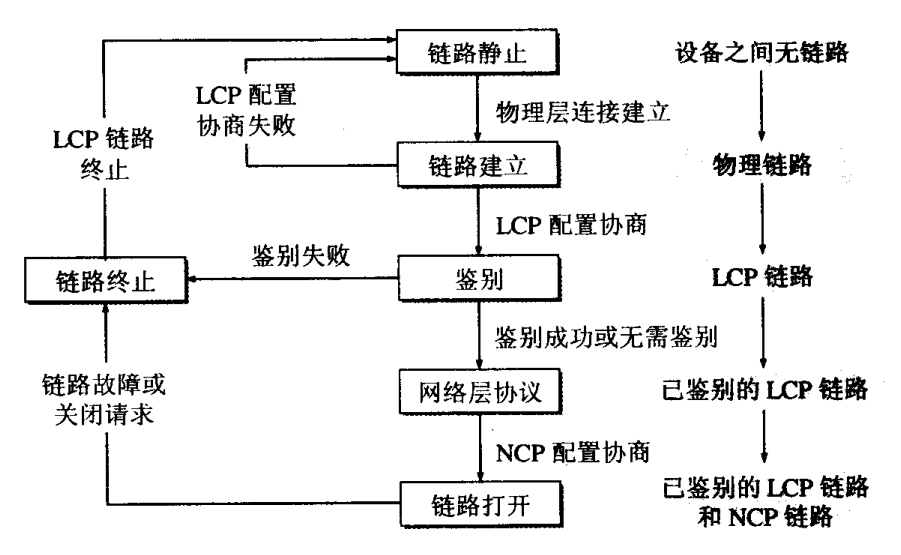 链路静止
设备之间无链路
LCP 配置
协商失败
物理层连接建立
LCP 链路
终止
链路建立
物理链路
LCP 配置协商
鉴别失败
链路终止
鉴别
LCP 链路
鉴别成功或无需鉴别
链路故障或
关闭请求
网络层协议
已鉴别的 LCP 链路
NCP 配置协商
链路打开
已鉴别的 LCP 链路
和 NCP 链路